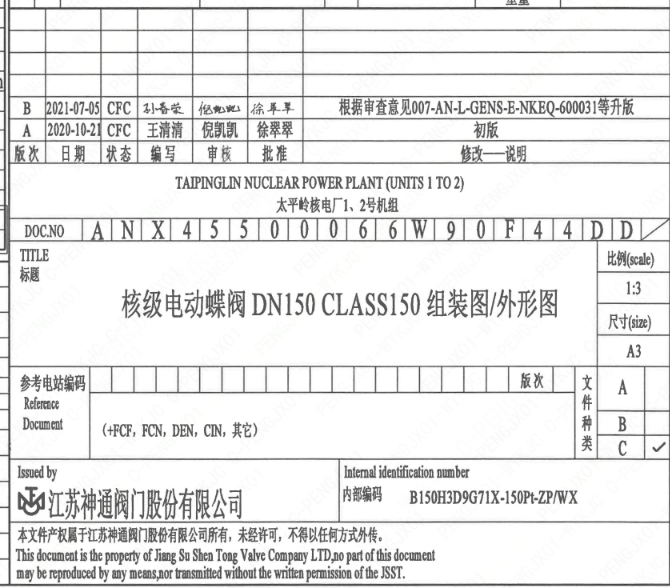 B 2021-07-05 CFC 根据审查意见007-AN-L-GENS-E-NKEQ-600031等升版
A 2020-10-21 CFC 王清清 倪凯凯 徐翠翠 初版
版次 日期 状态 编写 审核 批准 修改——说明
TAIPINGLIN NUCLEAR POWER PLANT (UNITS 1 TO 2)
太平岭核电厂1、2号机组
DOC.NO A N X 4 5 5 0 0 0 6 6 W 9 0 F 4 4 D D
TITLE
标题
比例(scale)
1:3
核级电动蝶阀 DN150 CLASS150 组装图/外形图
尺寸(size)
A3
参考电站编码 版次
Reference
Document
(+FCF, FCN, DEN, CIN, 其它)
文件种类
A
B
C ✓
Issued by
江苏神通阀门股份有限公司
Internal identification number
内部编码 B150H3D9G71X-150Pt-ZP/WX
本文件产权属于江苏神通阀门股份有限公司所有，未经许可，不得以任何方式外传。
This document is the property of Jiang Su Shen Tong Valve Company LTD,no part of this document
may be reproduced by any means,nor transmitted without the written permission of the JSST.